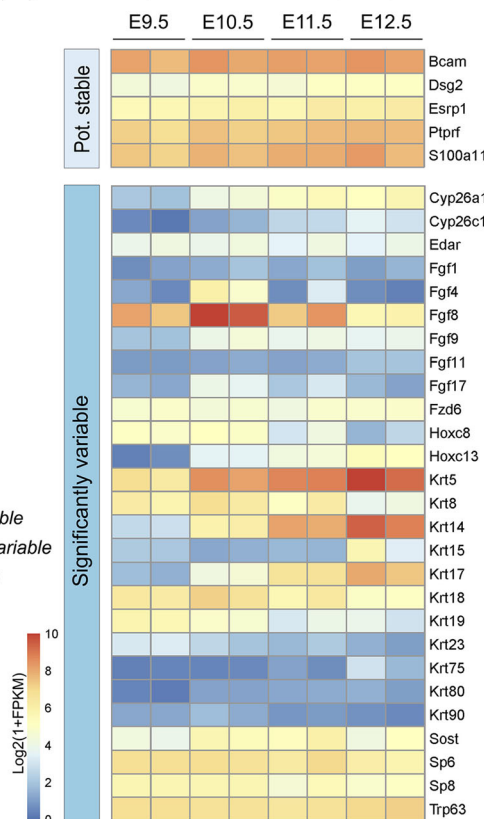 E9.5 E10.5 E11.5 E12.5
Pot. stable
Bcam
Dsg2
Esrp1
Ptprf
S100a11
Significantly variable
Cyp26a1
Cyp26c1
Edar
Fgf1
Fgf4
Fgf8
Fgf9
Fgf11
Fgf17
Fzd6
Hoxc8
Hoxc13
Krt5
Krt8
Krt14
Krt15
Krt17
Krt18
Krt19
Krt23
Krt75
Krt80
Krt90
Sost
Sp6
Sp8
Trp63
ble
ariable
Log2(1+FPKM)
10
8
6
4
2
0